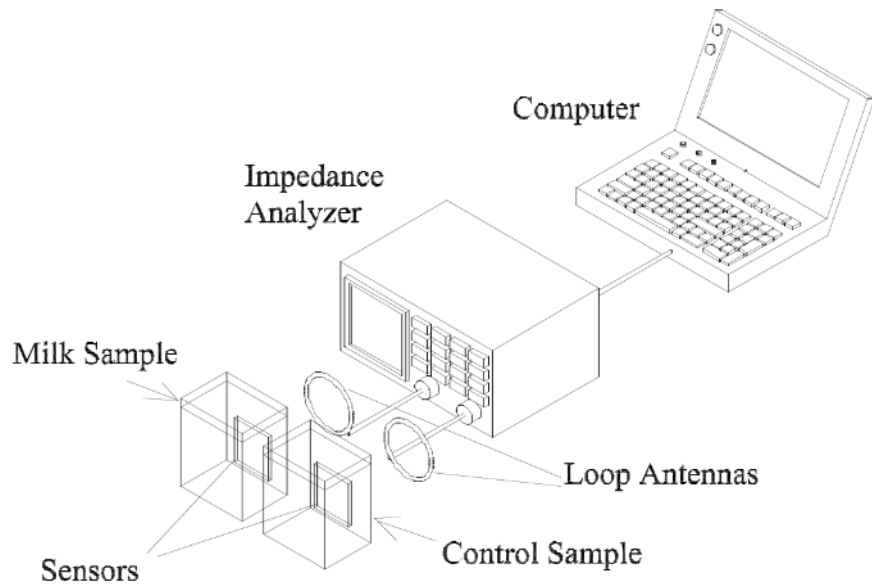 Computer
Impedance
Analyzer
Milk Sample
Loop Antennas
Control Sample
Sensors